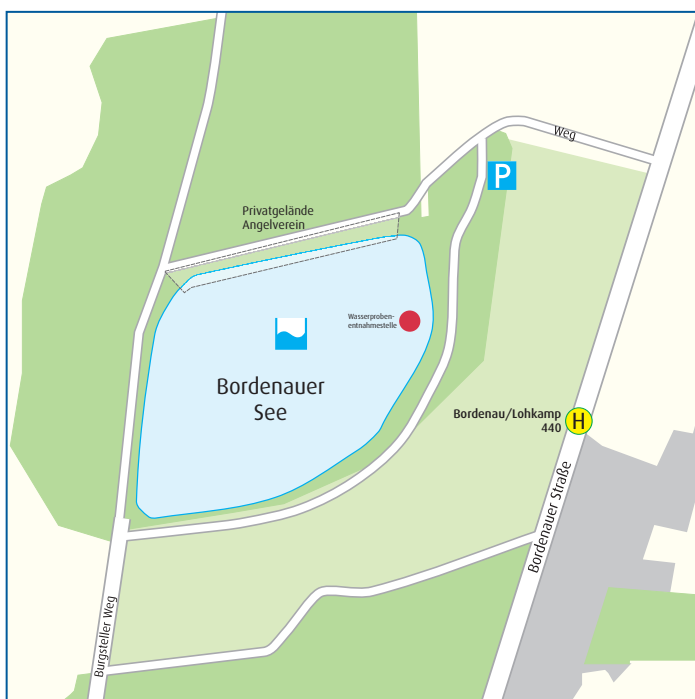 Weg
P
Privatgelände
Angelverein
Wasserproben-
entnahmestelle
Bordenauer
See
Bordenau/Lohkamp
440
H
Bordenauer Straße
Burgsteller Weg